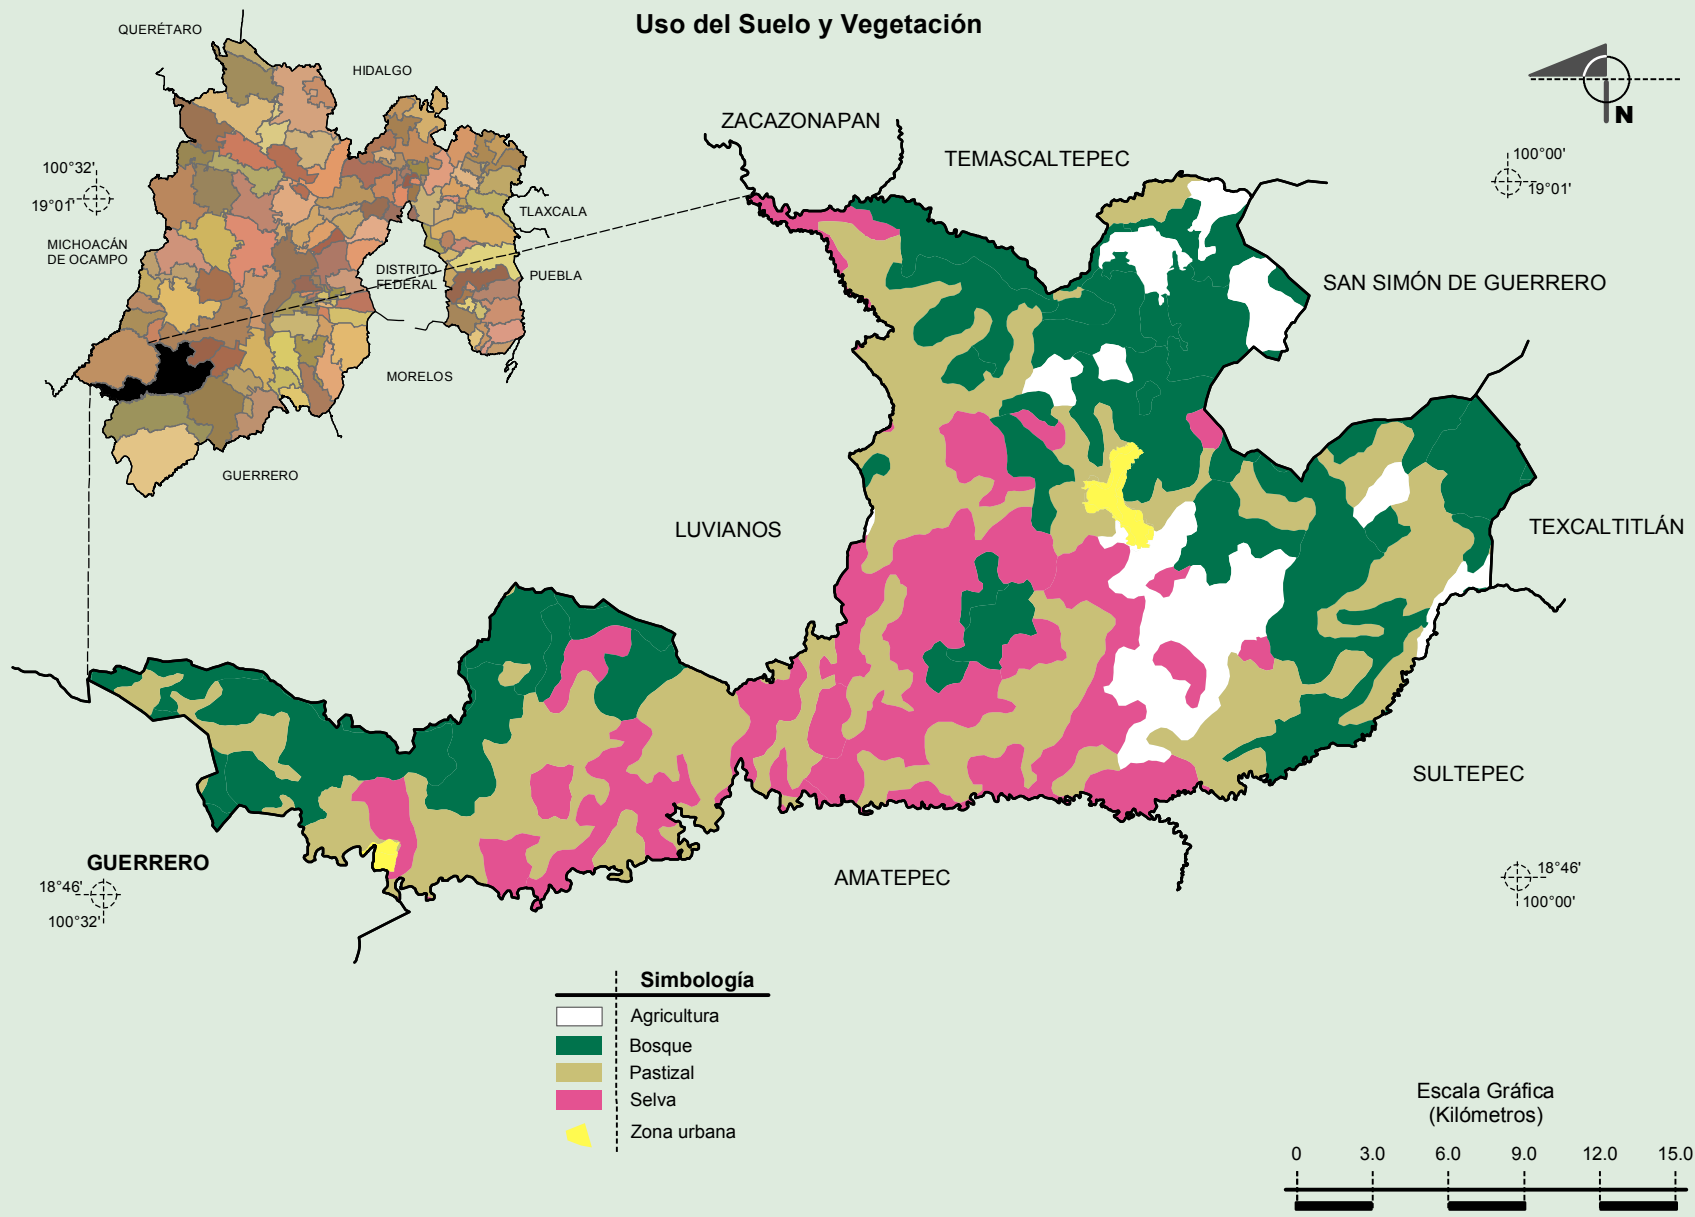 Uso del Suelo y Vegetación
QUERÉTARO
HIDALGO
100°32'
19°01'
MICHOACÁN
DE OCAMPO
TLAXCALA
DISTRITO
FEDERAL
PUEBLA
MORELOS
GUERRERO
N
ZACAZONAPAN
TEMASCALTEPEC
100°00'
19°01'
SAN SIMÓN DE GUERRERO
LUVIANOS
TEXCALTITLÁN
SULTEPEC
AMATEPEC
GUERRERO
18°46'
100°32'
18°46'
100°00'
Simbología
Agricultura
Bosque
Pastizal
Selva
Zona urbana
Escala Gráfica
(Kilómetros)
0 3.0 6.0 9.0 12.0 15.0